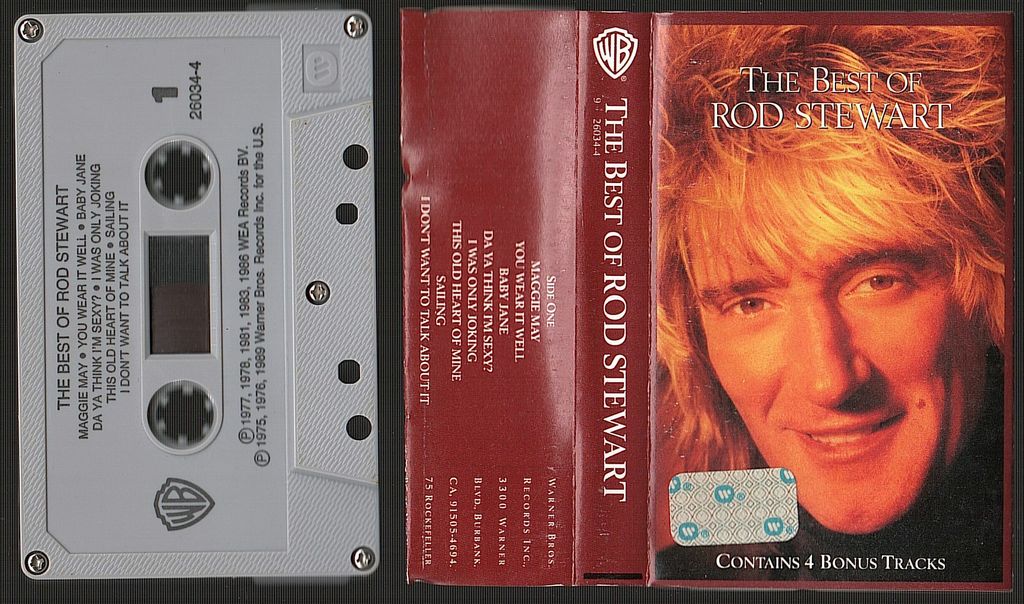 1
26034-4
THE BEST OF ROD STEWART
MAGGIE MAY • YOU WEAR IT WELL • BABY JANE
DA YA THINK I'M SEXY? • I WAS ONLY JOKING
THIS OLD HEART OF MINE • SAILING
I DON'T WANT TO TALK ABOUT IT
Ⓟ 1977, 1978, 1981, 1983, 1986 WEA Records BV.
Ⓟ 1975, 1976, 1989 Warner Bros. Records Inc. for the U.S.
WB
SIDE ONE
MAGGIE MAY
YOU WEAR IT WELL
BABY JANE
DA YA THINK I'M SEXY?
I WAS ONLY JOKING
THIS OLD HEART OF MINE
SAILING
I DON'T WANT TO TALK ABOUT IT
WARNER BROS.
RECORDS INC.,
3300 WARNER
BLVD., BURBANK,
CA. 91505-4694.
75 ROCKEFELLER
WB®
9 26034-4
THE BEST OF ROD STEWART
THE BEST OF
ROD STEWART
CONTAINS 4 BONUS TRACKS